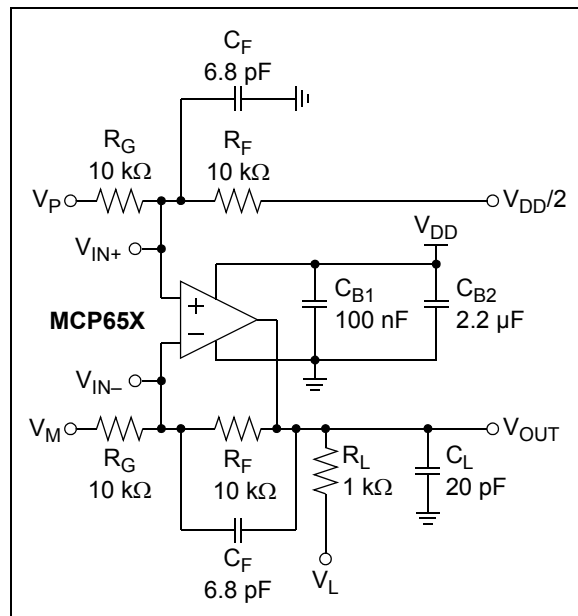 C_F
6.8 pF
R_G
10 kΩ
R_F
10 kΩ
V_P
V_DD/2
V_IN+
V_DD
MCP65X
C_B1
100 nF
C_B2
2.2 µF
V_IN–
V_M
V_OUT
R_G
10 kΩ
R_F
10 kΩ
R_L
1 kΩ
C_L
20 pF
C_F
6.8 pF
V_L